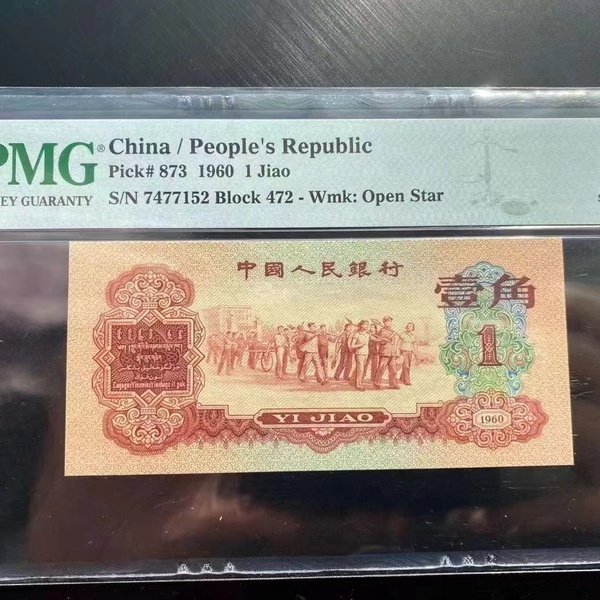 PMG® China / People's Republic
Pick# 873 1960 1 Jiao
EY GUARANTY S/N 7477152 Block 472 - Wmk: Open Star
中國人民銀行
壹角
1
YI JIAO
1960